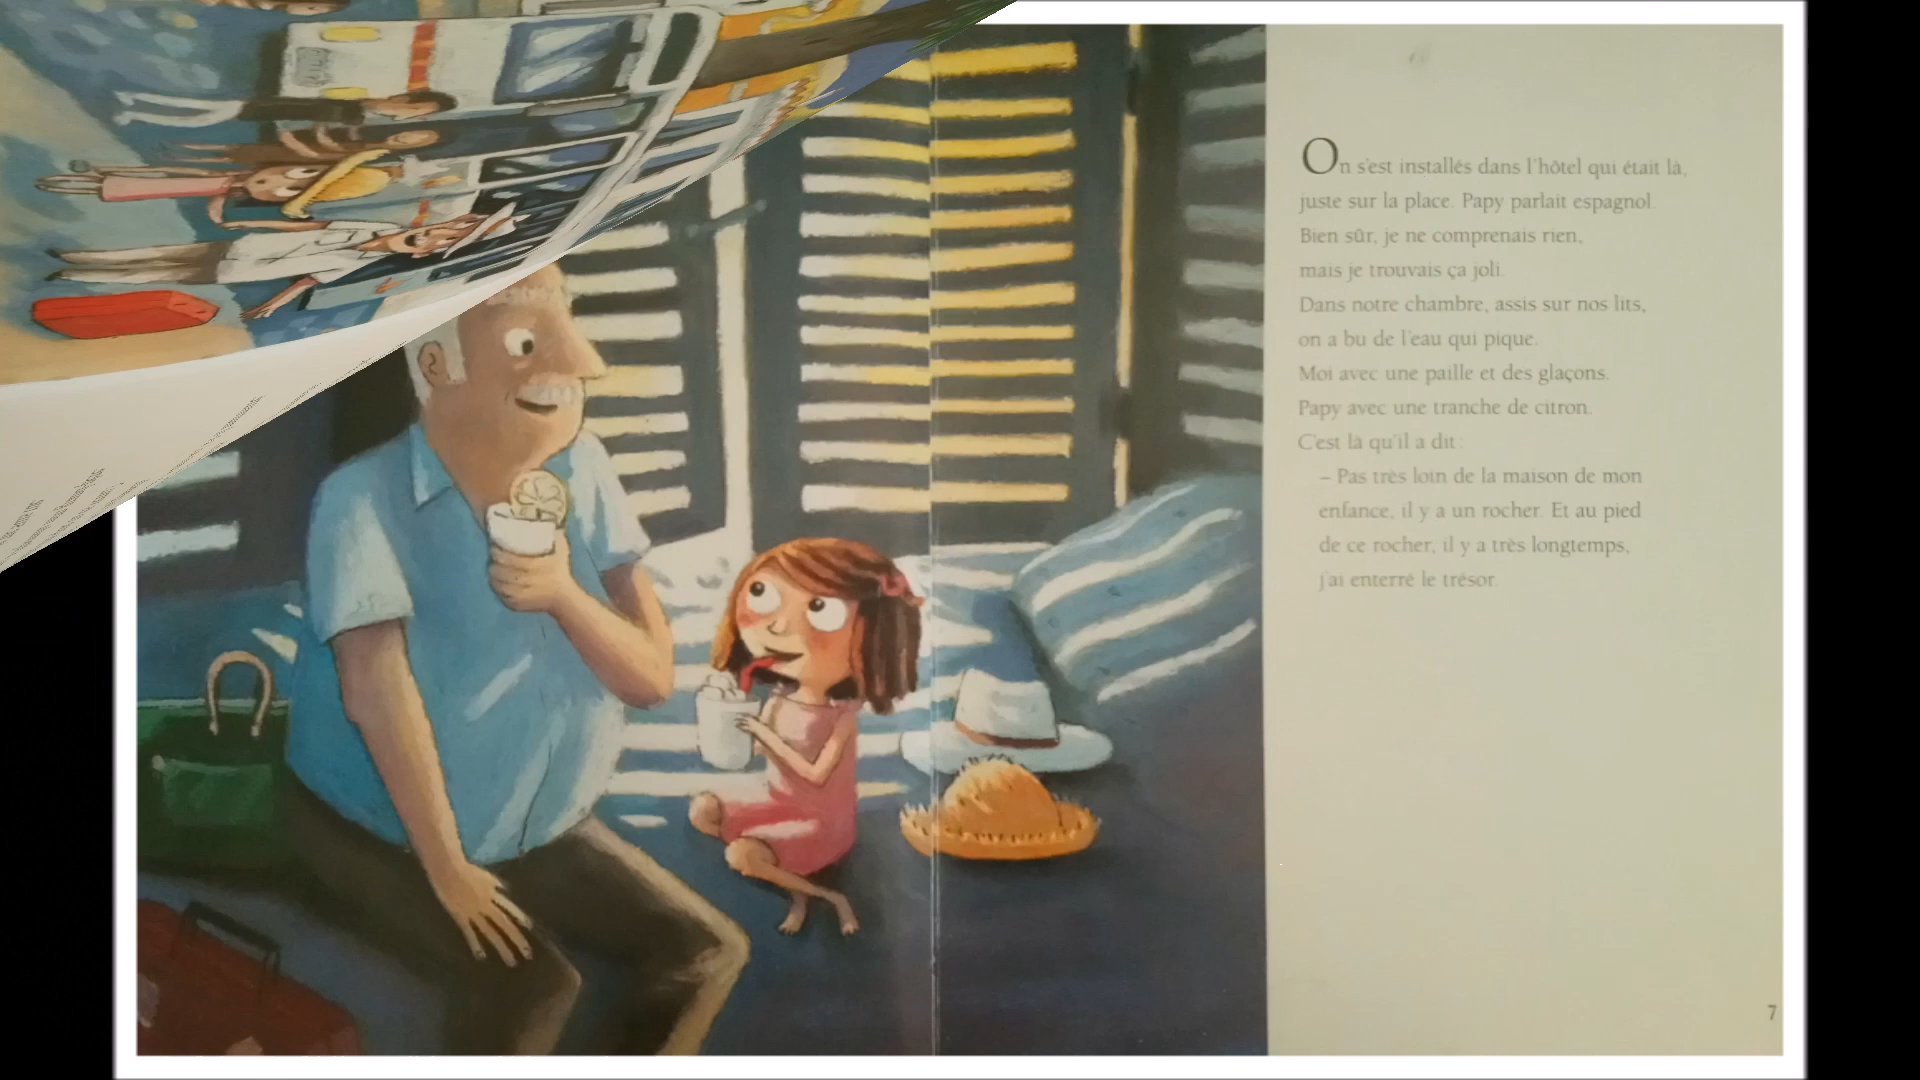 On s'est installés dans l'hôtel qui était là,
juste sur la place. Papy parlait espagnol.
Bien sûr, je ne comprenais rien,
mais je trouvais ça joli.
Dans notre chambre, assis sur nos lits,
on a bu de l'eau qui pique.
Moi avec une paille et des glaçons.
Papy avec une tranche de citron.
C'est là qu'il a dit :
– Pas très loin de la maison de mon
enfance, il y a un rocher. Et au pied
de ce rocher, il y a très longtemps,
j'ai enterré le trésor.
7